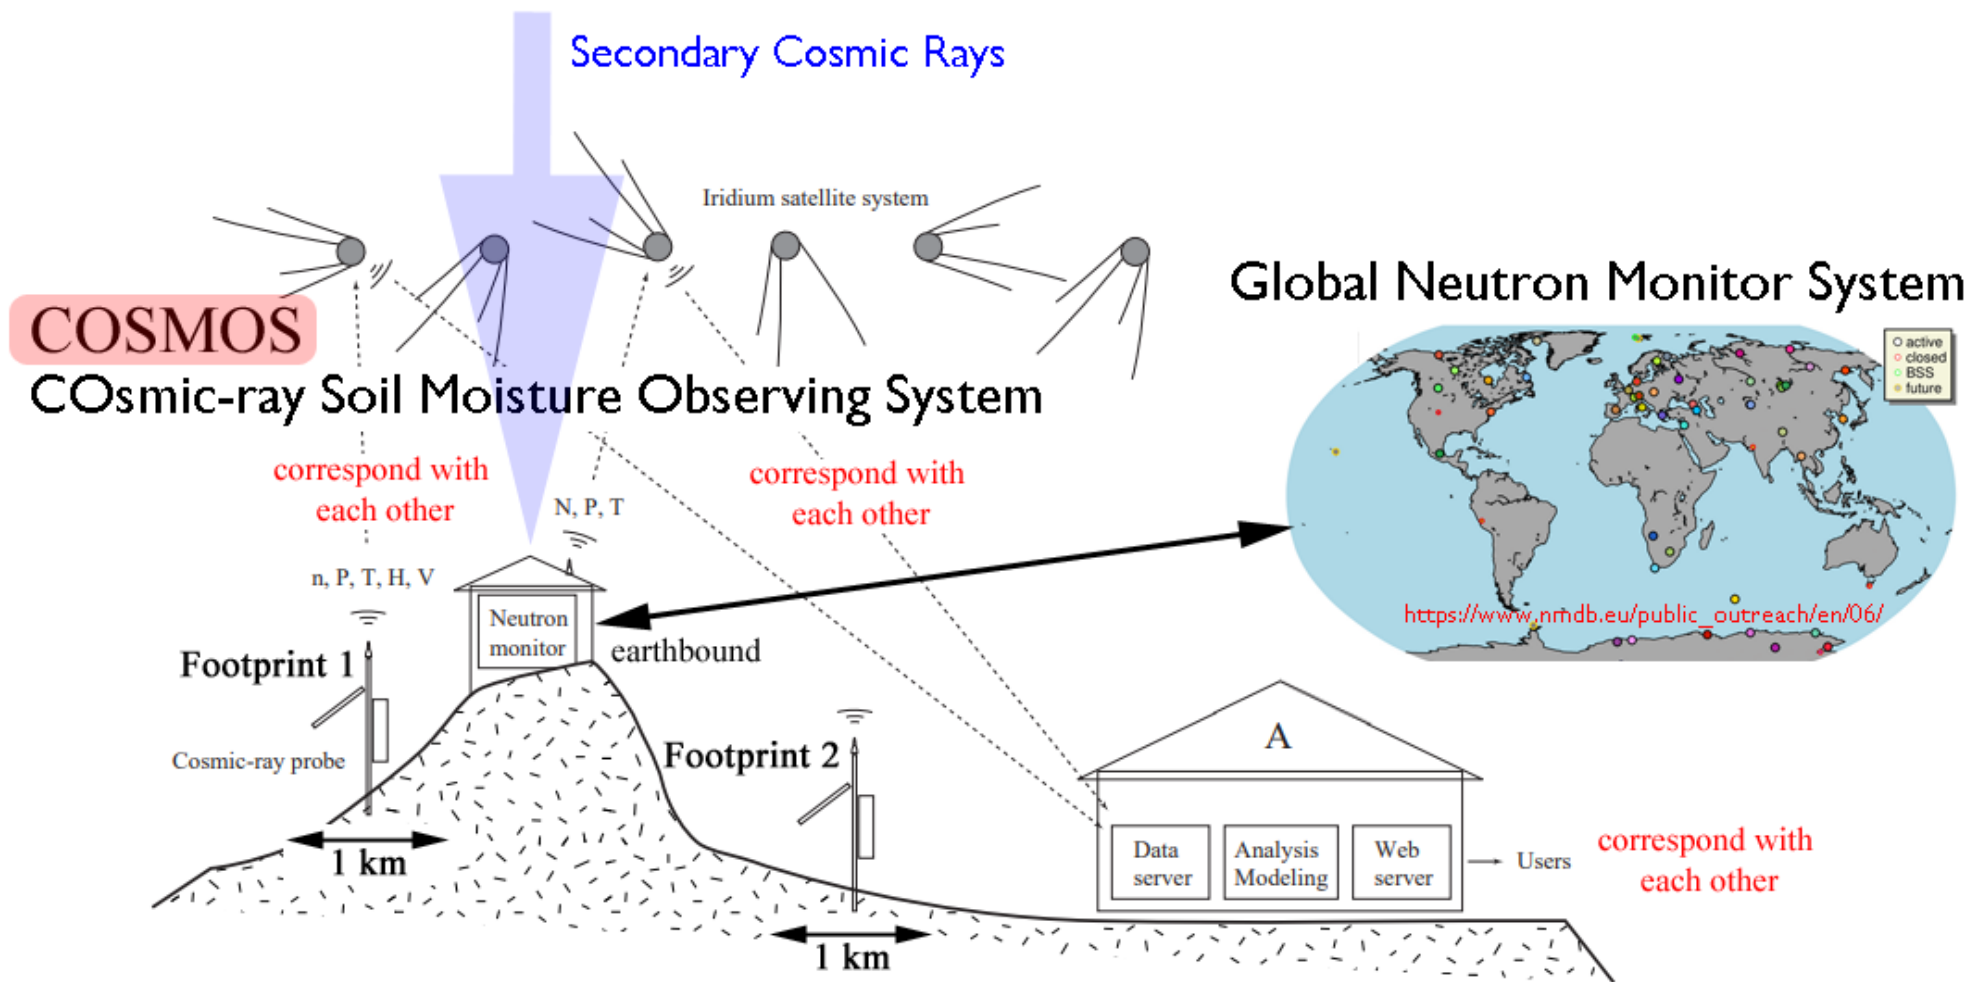 Secondary Cosmic Rays
Iridium satellite system
Global Neutron Monitor System
COSMOS
COsmic-ray Soil Moisture Observing System
active
closed
BSS
future
correspond with
each other
correspond with
each other
N, P, T
n, P, T, H, V
Neutron
monitor
earthbound
https://www.nmdb.eu/public_outreach/en/06/
Footprint 1
Cosmic-ray probe
Footprint 2
A
1 km
Data
server
Analysis
Modeling
Web
server
Users
correspond with
each other
1 km